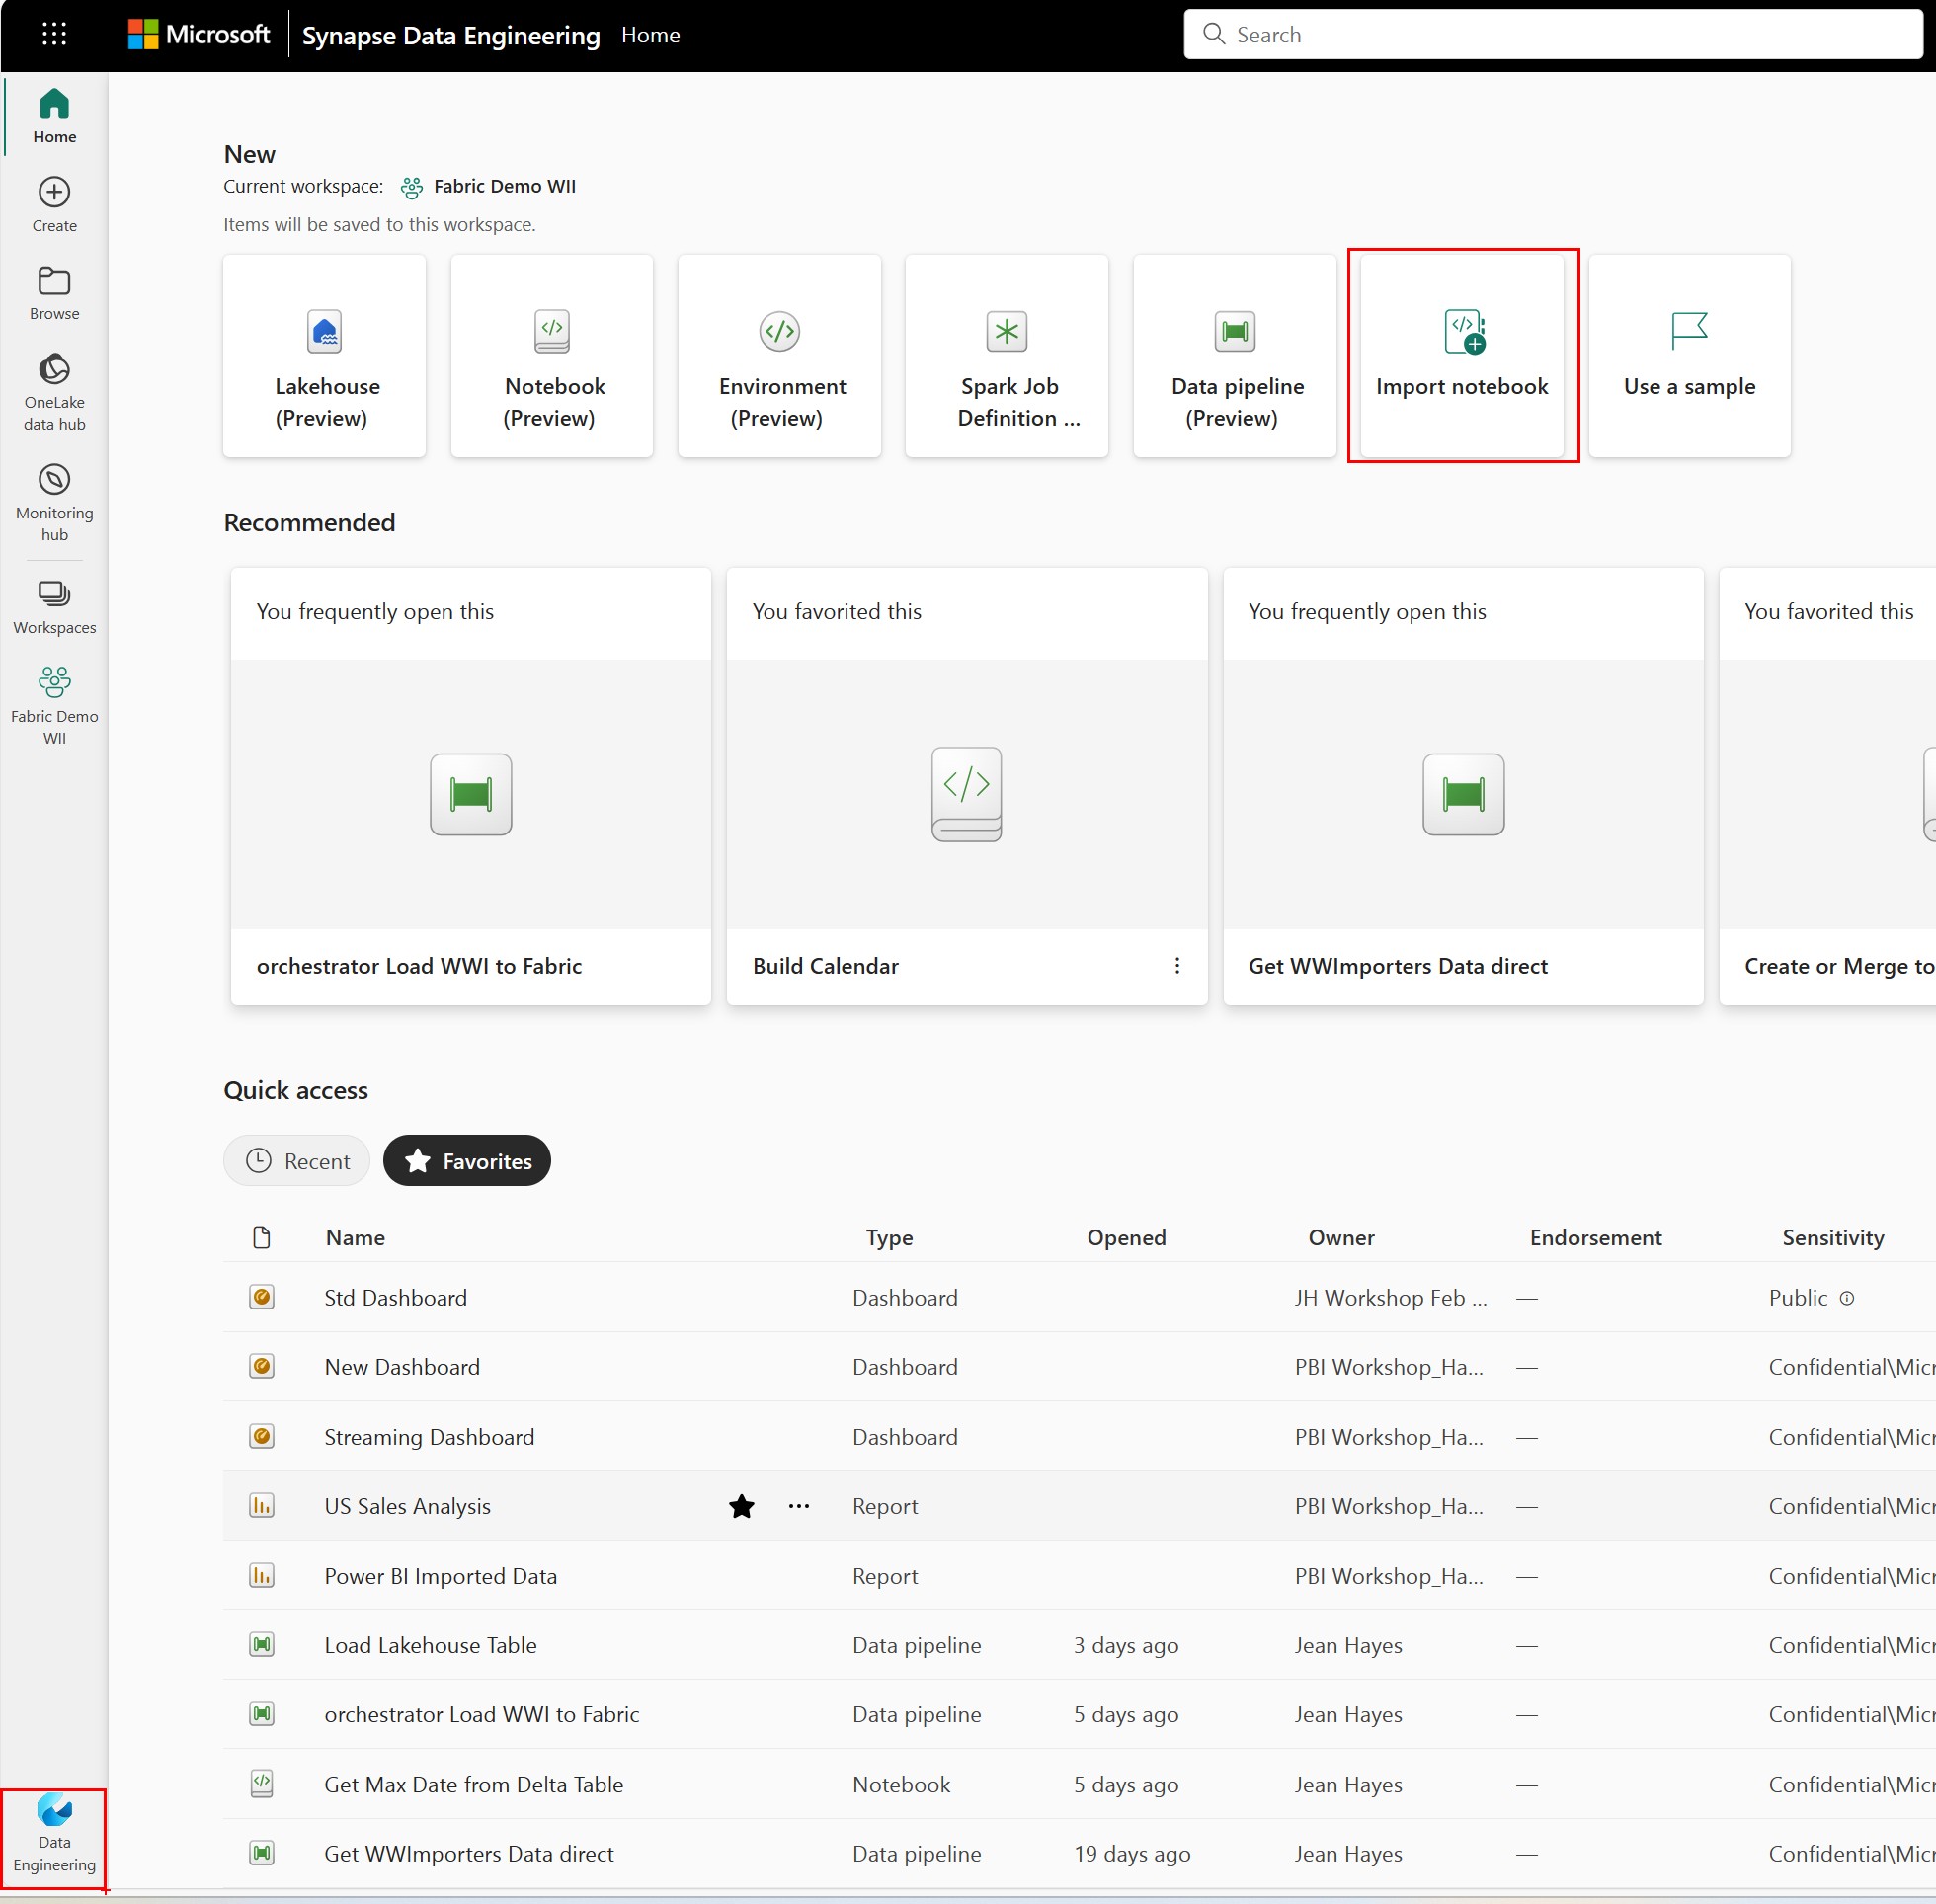 Microsoft Synapse Data Engineering Home Search
Home
Create
Browse
OneLake
data hub
Monitoring
hub
Workspaces
Fabric Demo
WII
Data
Engineering
New
Current workspace: Fabric Demo WII
Items will be saved to this workspace.
Lakehouse
(Preview)
Notebook
(Preview)
Environment
(Preview)
Spark Job
Definition ...
Data pipeline
(Preview)
Import notebook
Use a sample
Recommended
You frequently open this
orchestrator Load WWI to Fabric
You favorited this
Build Calendar
You frequently open this
Get WWImporters Data direct
You favorited this
Create or Merge to
Quick access
Recent Favorites
Name Type Opened Owner Endorsement Sensitivity
Std Dashboard Dashboard JH Workshop Feb ... — Public
New Dashboard Dashboard PBI Workshop_Ha... — Confidential\Micr
Streaming Dashboard Dashboard PBI Workshop_Ha... — Confidential\Micr
US Sales Analysis Report PBI Workshop_Ha... — Confidential\Micr
Power BI Imported Data Report PBI Workshop_Ha... — Confidential\Micr
Load Lakehouse Table Data pipeline 3 days ago Jean Hayes — Confidential\Micr
orchestrator Load WWI to Fabric Data pipeline 5 days ago Jean Hayes — Confidential\Micr
Get Max Date from Delta Table Notebook 5 days ago Jean Hayes — Confidential\Micr
Get WWImporters Data direct Data pipeline 19 days ago Jean Hayes — Confidential\Micr